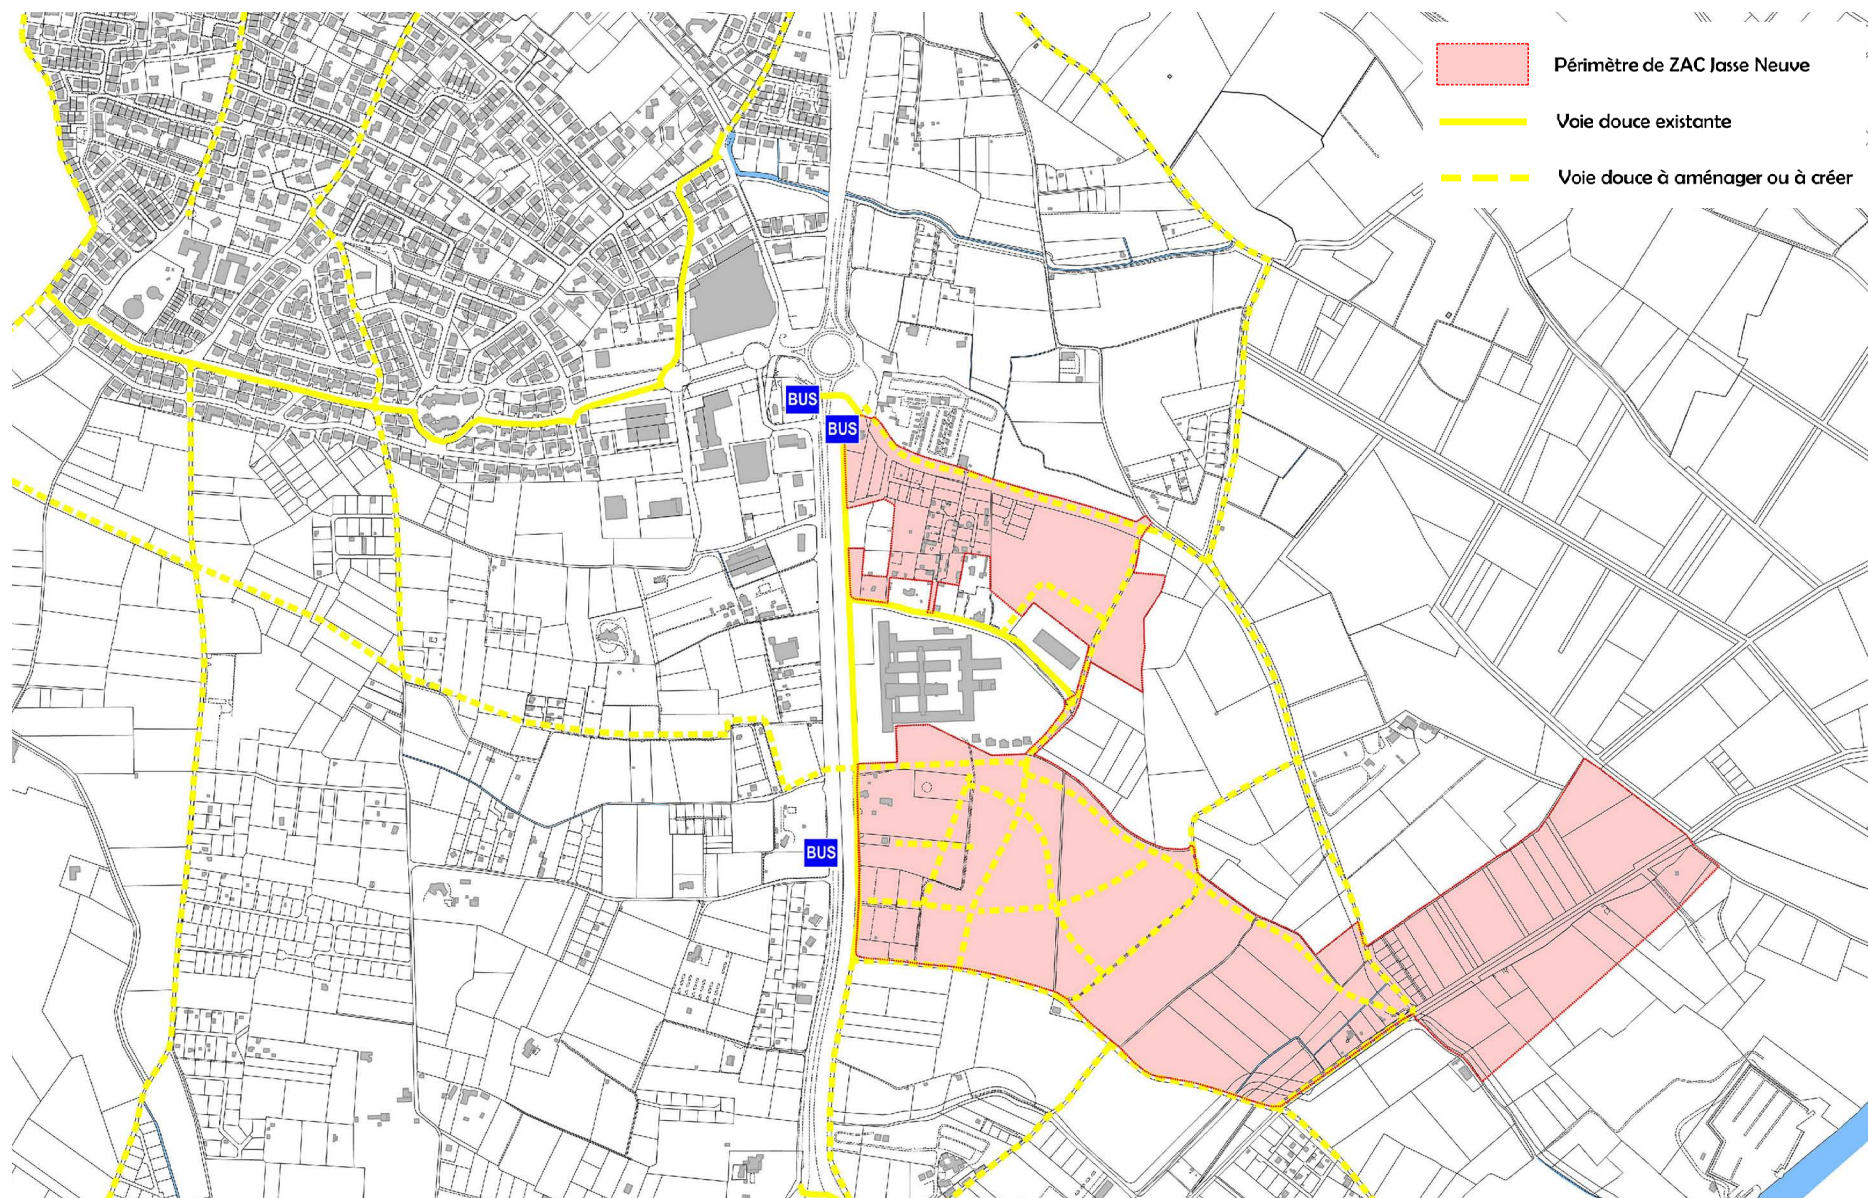 Périmètre de ZAC Jasse Neuve
Voie douce existante
Voie douce à aménager ou à créer
BUS
BUS
BUS